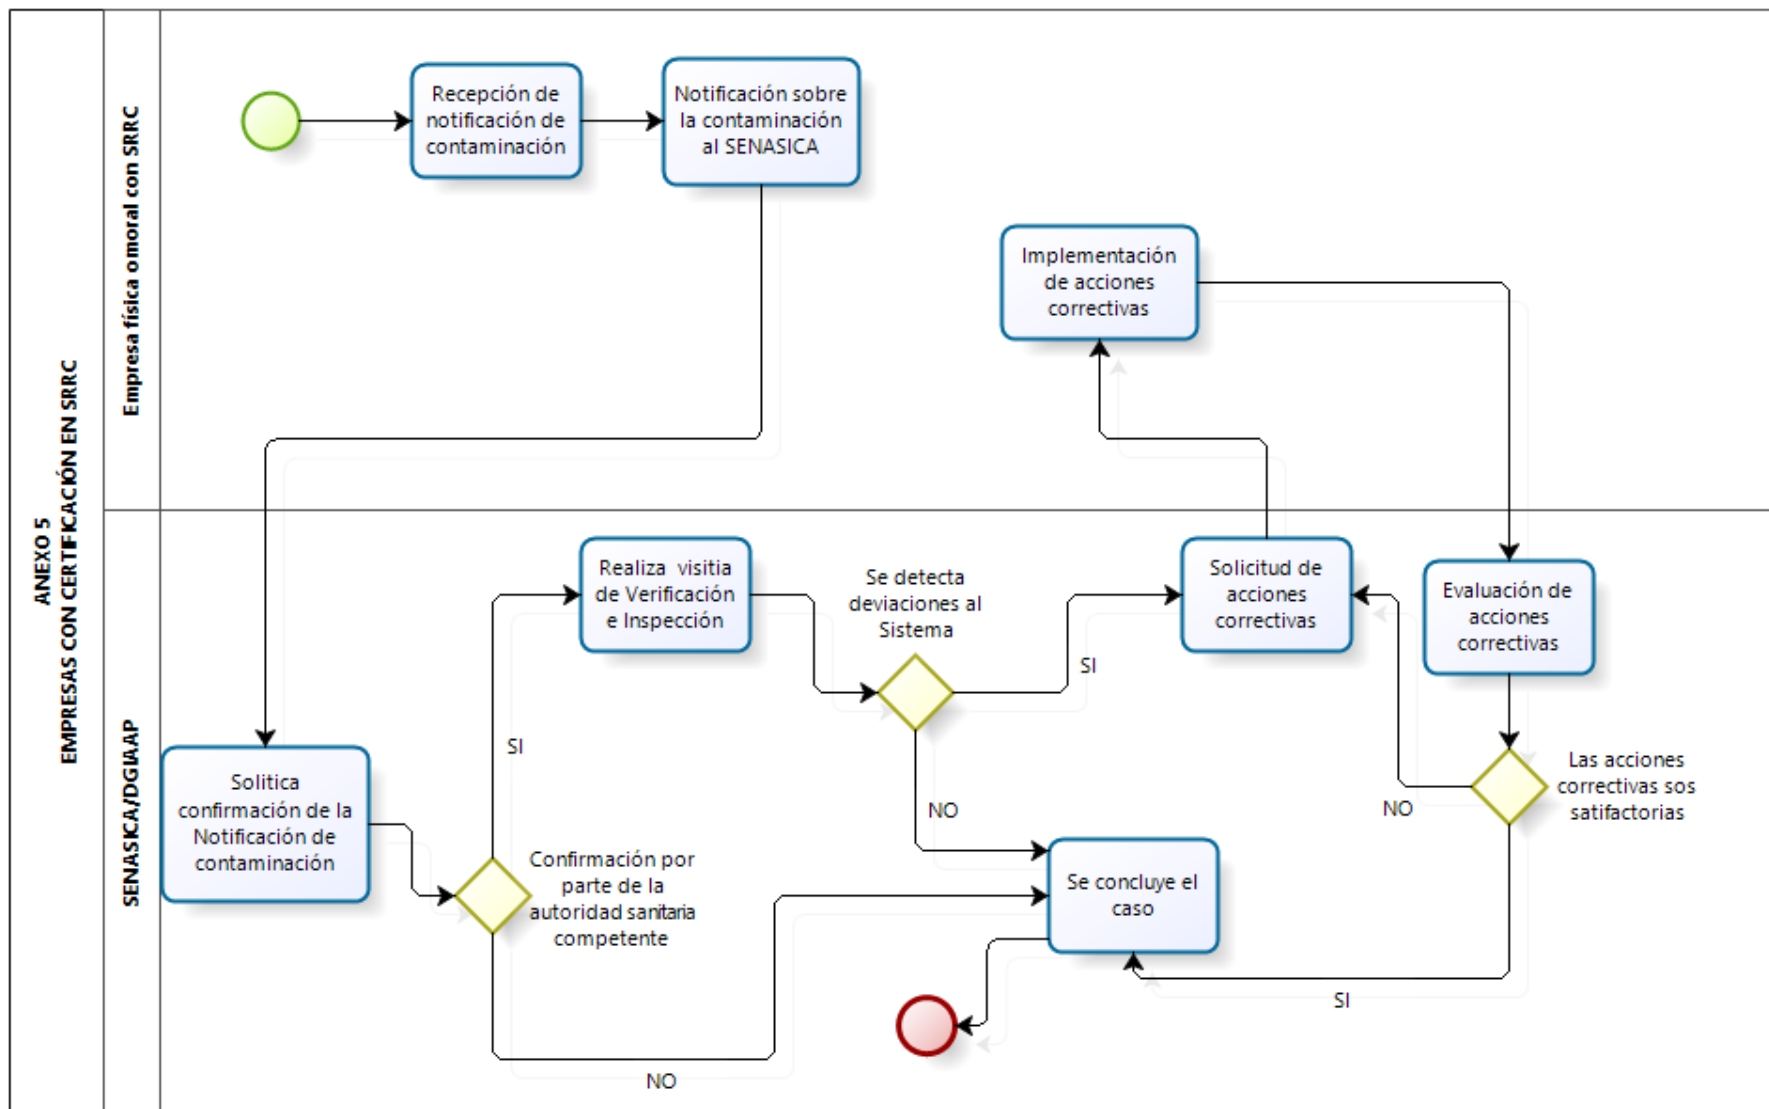 ANEXO 5
EMPRESAS CON CERTIFICACIÓN EN SRRC
Empresa física omoral con SRRC
Recepción de
notificación de
contaminación
Notificación sobre
la contaminación
al SENASICA
Implementación
de acciones
correctivas
SENASICA/DGIAAP
Solitica
confirmación de la
Notificación de
contaminación
Confirmación por
parte de la
autoridad sanitaria
competente
SI
NO
Realiza visitia
de Verificación
e Inspección
Se detecta
deviaciones al
Sistema
SI
NO
Solicitud de
acciones
correctivas
Evaluación de
acciones
correctivas
Las acciones
correctivas sos
satifactorias
NO
SI
Se concluye el
caso